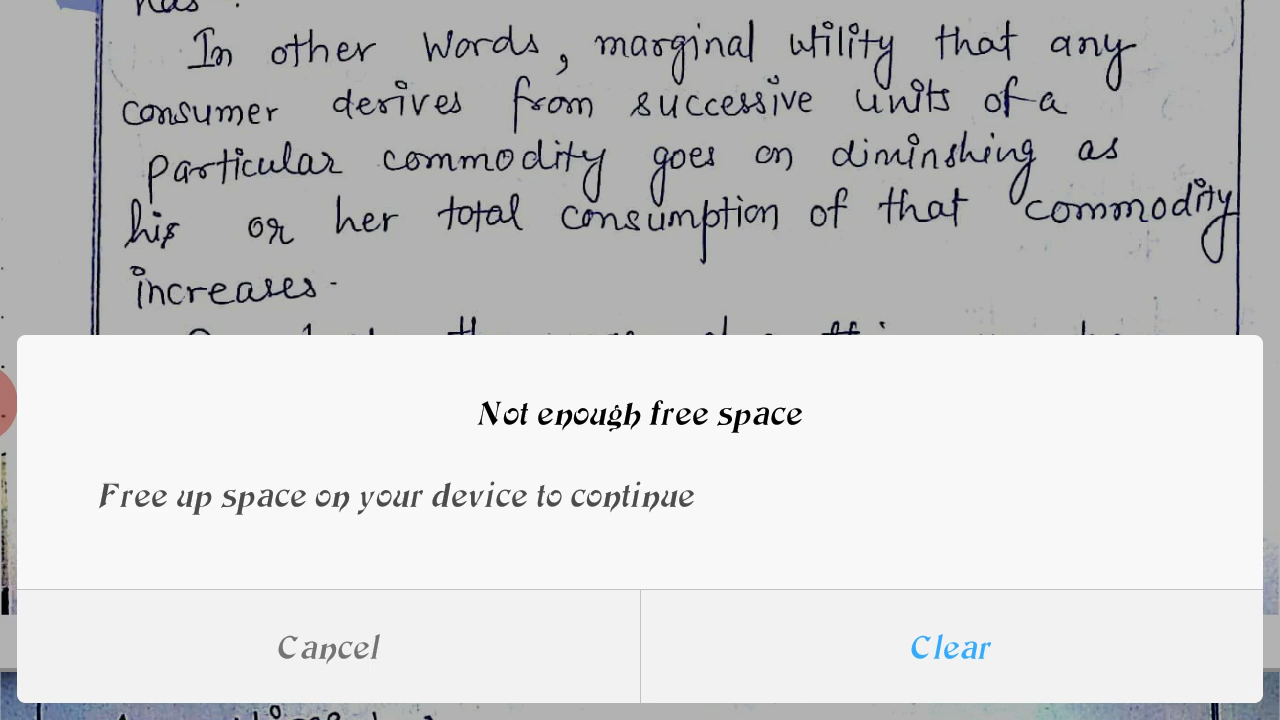 has.
In other words, marginal utility that any
consumer derives from successive units of a
particular commodity goes on diminshing as
his or her total consumption of that commodity
increases.
Not enough free space
Free up space on your device to continue
Cancel
Clear